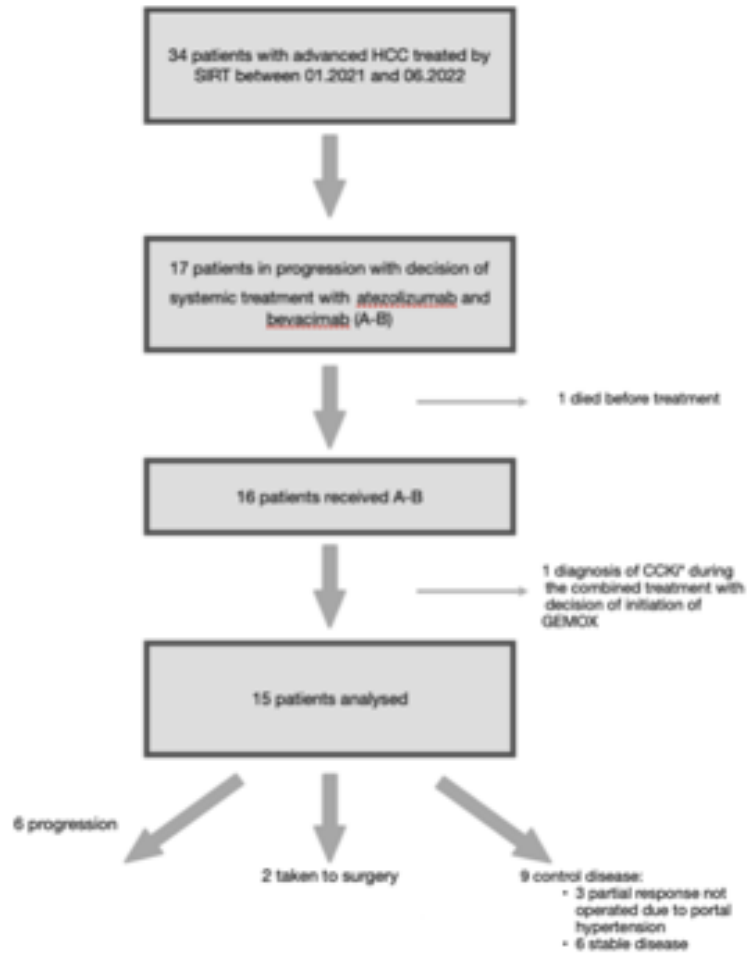 34 patients with advanced HCC treated by
SIRT between 01.2021 and 06.2022
17 patients in progression with decision of
systemic treatment with atezolizumab and
bevacimab (A-B)
1 died before treatment
16 patients received A-B
1 diagnosis of CCKi* during
the combined treatment with
decision of initiation of
GEMOX
15 patients analysed
6 progression
2 taken to surgery
9 control disease:
• 3 partial response not
operated due to portal
hypertension
• 6 stable disease